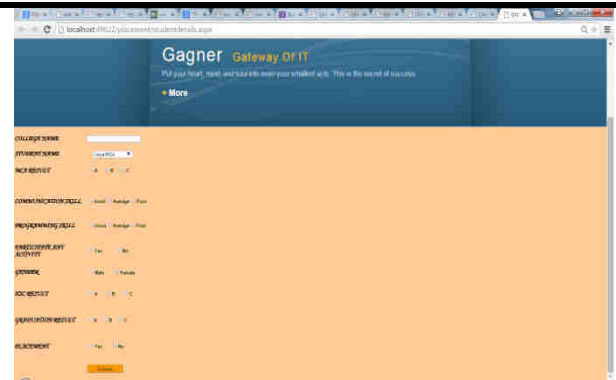 localhost:49622/placement/studentdetails.aspx
Gagner Gateway Of IT
Put your heart, mind, and soul into even your smallest acts. This is the secret of success.
+ More
COLLEGE NAME
STUDENT NAME
MCA RESULT A B C
COMMUNICATION SKILL Good Average Poor
PROGRAMMING SKILL Good Average Poor
PARTICIPATE ANY
ACTIVITY Yes No
GENDER Male Female
A B C
GRADUATION RESULT A B C
PLACEMENT Yes No
Submit